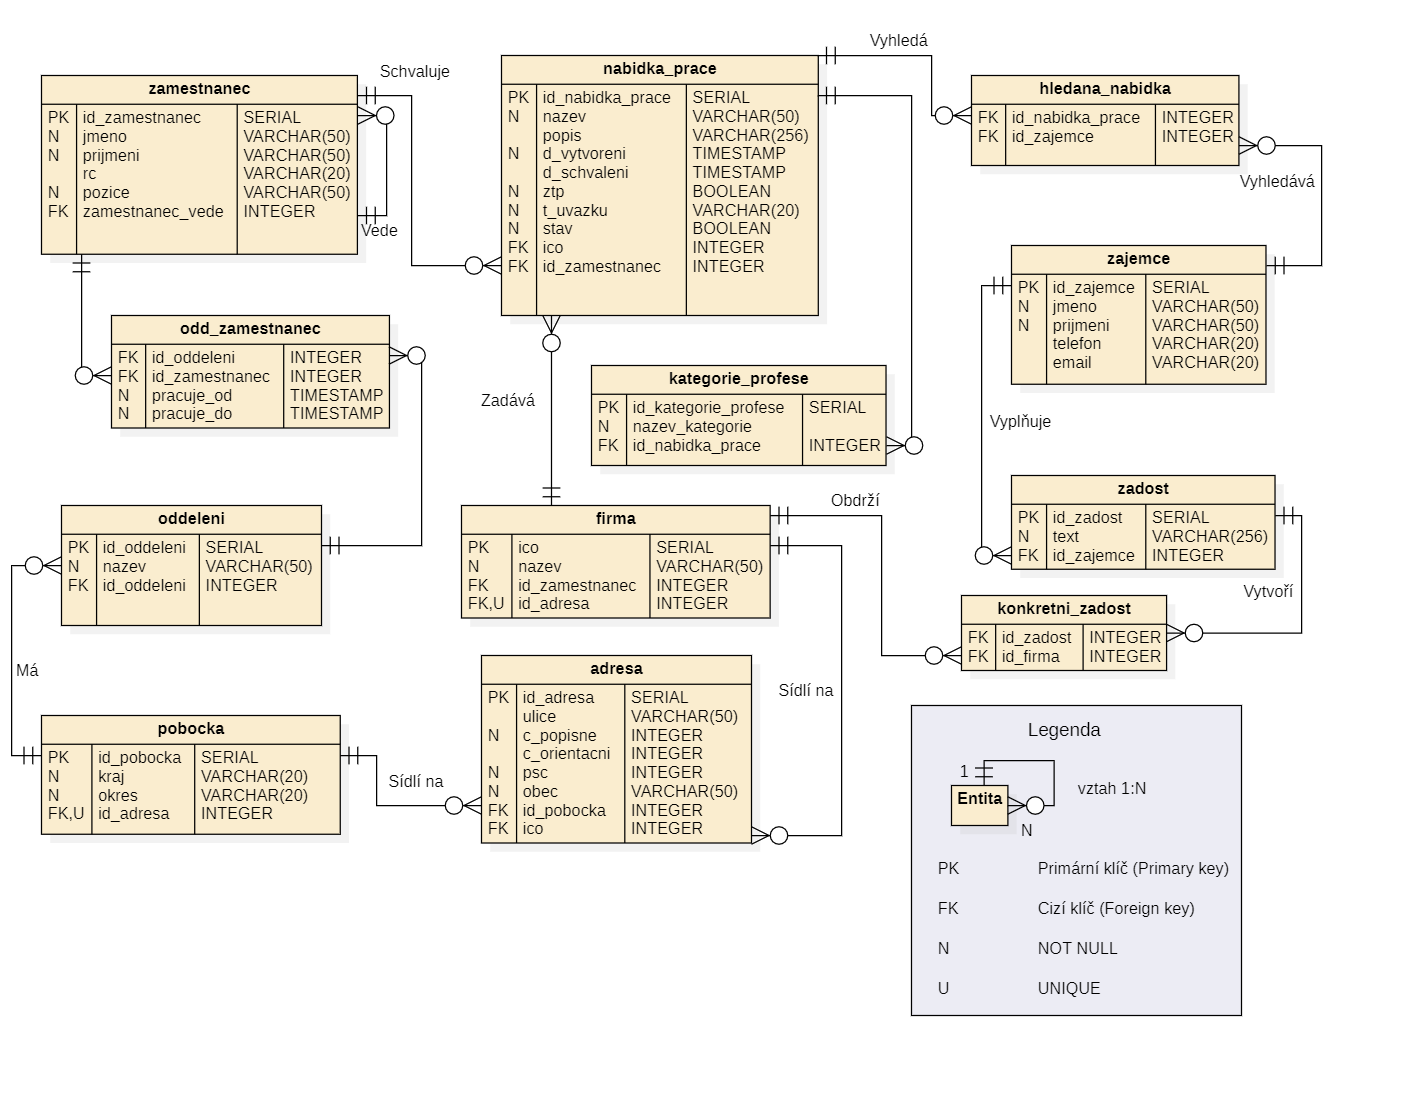 zamestnanec
PK id_zamestnanec SERIAL
N jmeno VARCHAR(50)
N prijmeni VARCHAR(50)
rc VARCHAR(20)
N pozice VARCHAR(50)
FK zamestnanec_vede INTEGER
Schvaluje
Vede
nabidka_prace
PK id_nabidka_prace SERIAL
N nazev VARCHAR(50)
popis VARCHAR(256)
N d_vytvoreni TIMESTAMP
d_schvaleni TIMESTAMP
N ztp BOOLEAN
N t_uvazku VARCHAR(20)
N stav BOOLEAN
FK ico INTEGER
FK id_zamestnanec INTEGER
Vyhledá
hledana_nabidka
FK id_nabidka_prace INTEGER
FK id_zajemce INTEGER
Vyhledává
zajemce
PK id_zajemce SERIAL
N jmeno VARCHAR(50)
N prijmeni VARCHAR(50)
telefon VARCHAR(20)
email VARCHAR(20)
odd_zamestnanec
FK id_oddeleni INTEGER
FK id_zamestnanec INTEGER
N pracuje_od TIMESTAMP
N pracuje_do TIMESTAMP
Zadává
kategorie_profese
PK id_kategorie_profese SERIAL
N nazev_kategorie
FK id_nabidka_prace INTEGER
Vyplňuje
zadost
PK id_zadost SERIAL
N text VARCHAR(256)
FK id_zajemce INTEGER
Vytvoří
oddeleni
PK id_oddeleni SERIAL
N nazev VARCHAR(50)
FK id_oddeleni INTEGER
Má
firma
PK ico SERIAL
N nazev VARCHAR(50)
FK id_zamestnanec INTEGER
FK,U id_adresa INTEGER
Obdrží
konkretni_zadost
FK id_zadost INTEGER
FK id_firma INTEGER
Sídlí na
adresa
PK id_adresa SERIAL
ulice VARCHAR(50)
N c_popisne INTEGER
c_orientacni INTEGER
N psc INTEGER
N obec VARCHAR(50)
FK id_pobocka INTEGER
FK ico INTEGER
pobocka
PK id_pobocka SERIAL
N kraj VARCHAR(20)
N okres VARCHAR(20)
FK,U id_adresa INTEGER
Sídlí na
Legenda
1
Entita
vztah 1:N
N
PK Primární klíč (Primary key)
FK Cizí klíč (Foreign key)
N NOT NULL
U UNIQUE